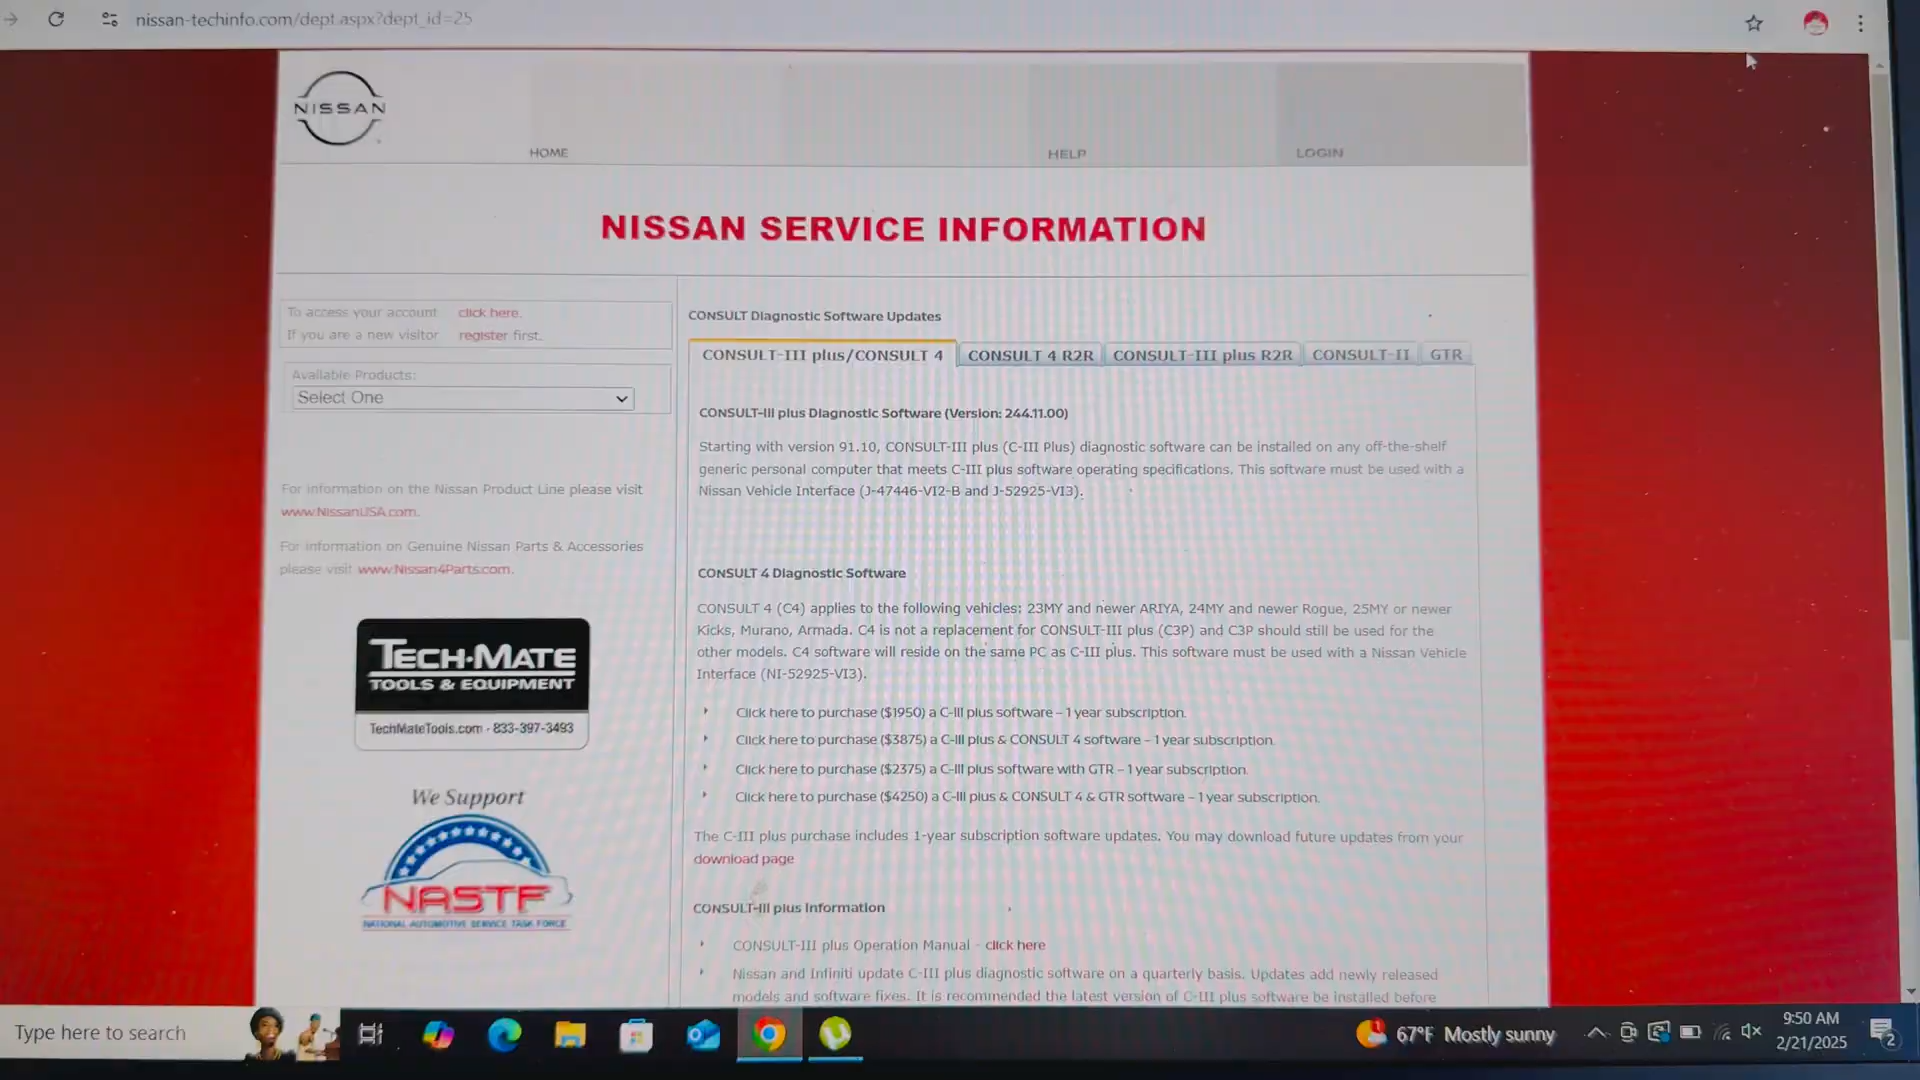 nissan-techinfo.com/dept.aspx?dept_id=25
NISSAN
HOME
HELP
LOGIN
NISSAN SERVICE INFORMATION
To access your account click here.
If you are a new visitor register first.
Available Products:
Select One
For information on the Nissan Product Line please visit
www.NissanUSA.com.
For information on Genuine Nissan Parts & Accessories
please visit www.Nissan4Parts.com.
TECH-MATE
TOOLS & EQUIPMENT
TechMateTools.com - 833-397-3493
We Support
NASTF
NATIONAL AUTOMOTIVE SERVICE TASK FORCE
CONSULT Diagnostic Software Updates
CONSULT-III plus/CONSULT 4
CONSULT 4 R2R
CONSULT-III plus R2R
CONSULT-II
GTR
CONSULT-III plus Diagnostic Software (Version: 244.11.00)
Starting with version 91.10, CONSULT-III plus (C-III Plus) diagnostic software can be installed on any off-the-shelf
generic personal computer that meets C-III plus software operating specifications. This software must be used with a
Nissan Vehicle Interface (J-47446-VI2-B and J-52925-VI3).
CONSULT 4 Diagnostic Software
CONSULT 4 (C4) applies to the following vehicles: 23MY and newer ARIYA, 24MY and newer Rogue, 25MY or newer
Kicks, Murano, Armada. C4 is not a replacement for CONSULT-III plus (C3P) and C3P should still be used for the
other models. C4 software will reside on the same PC as C-III plus. This software must be used with a Nissan Vehicle
Interface (NI-52925-VI3).
Click here to purchase ($1950) a C-III plus software – 1 year subscription.
Click here to purchase ($3875) a C-III plus & CONSULT 4 software – 1 year subscription.
Click here to purchase ($2375) a C-III plus software with GTR – 1 year subscription.
Click here to purchase ($4250) a C-III plus & CONSULT 4 & GTR software – 1 year subscription.
The C-III plus purchase includes 1-year subscription software updates. You may download future updates from your
download page
CONSULT-III plus Information
CONSULT-III plus Operation Manual - click here
Nissan and Infiniti update C-III plus diagnostic software on a quarterly basis. Updates add newly released
models and software fixes. It is recommended the latest version of C-III plus software be installed before
Type here to search
67°F Mostly sunny
9:50 AM
2/21/2025
2